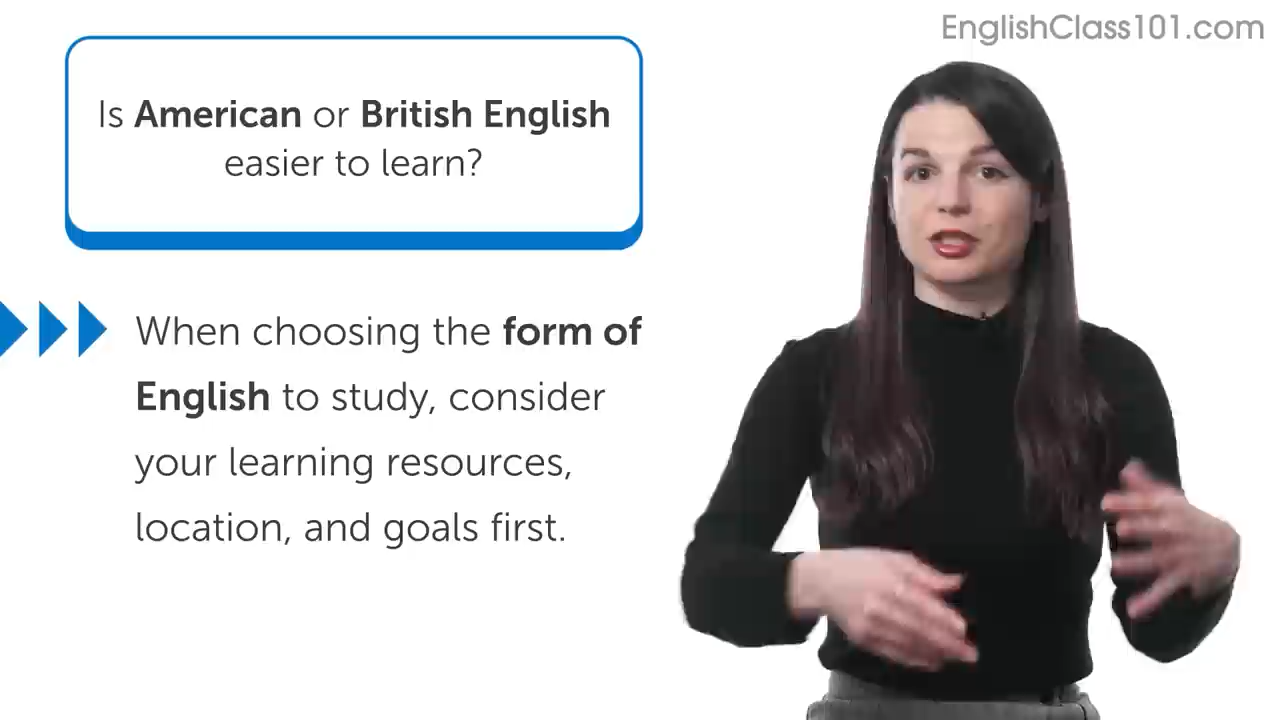 EnglishClass101.com
Is American or British English
easier to learn?
When choosing the form of
English to study, consider
your learning resources,
location, and goals first.